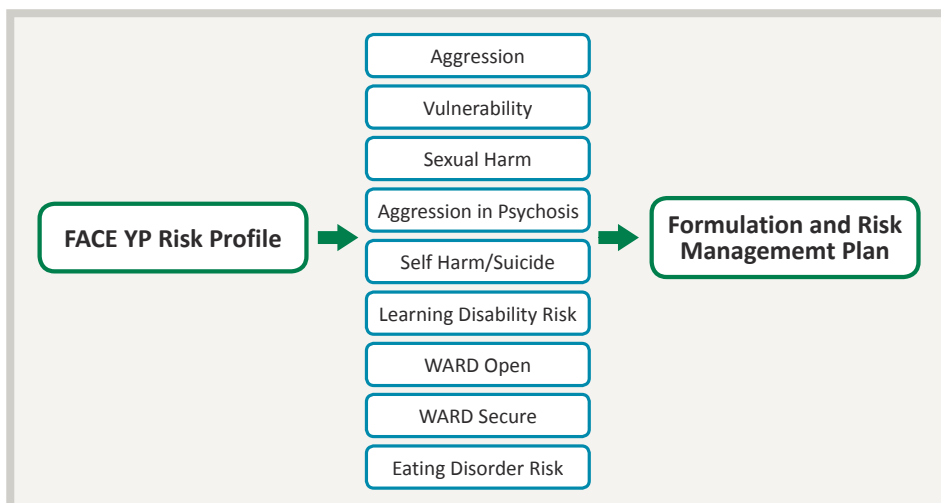 FACE YP Risk Profile
Aggression
Vulnerability
Sexual Harm
Aggression in Psychosis
Self Harm/Suicide
Learning Disability Risk
WARD Open
WARD Secure
Eating Disorder Risk
Formulation and Risk
Managememt Plan